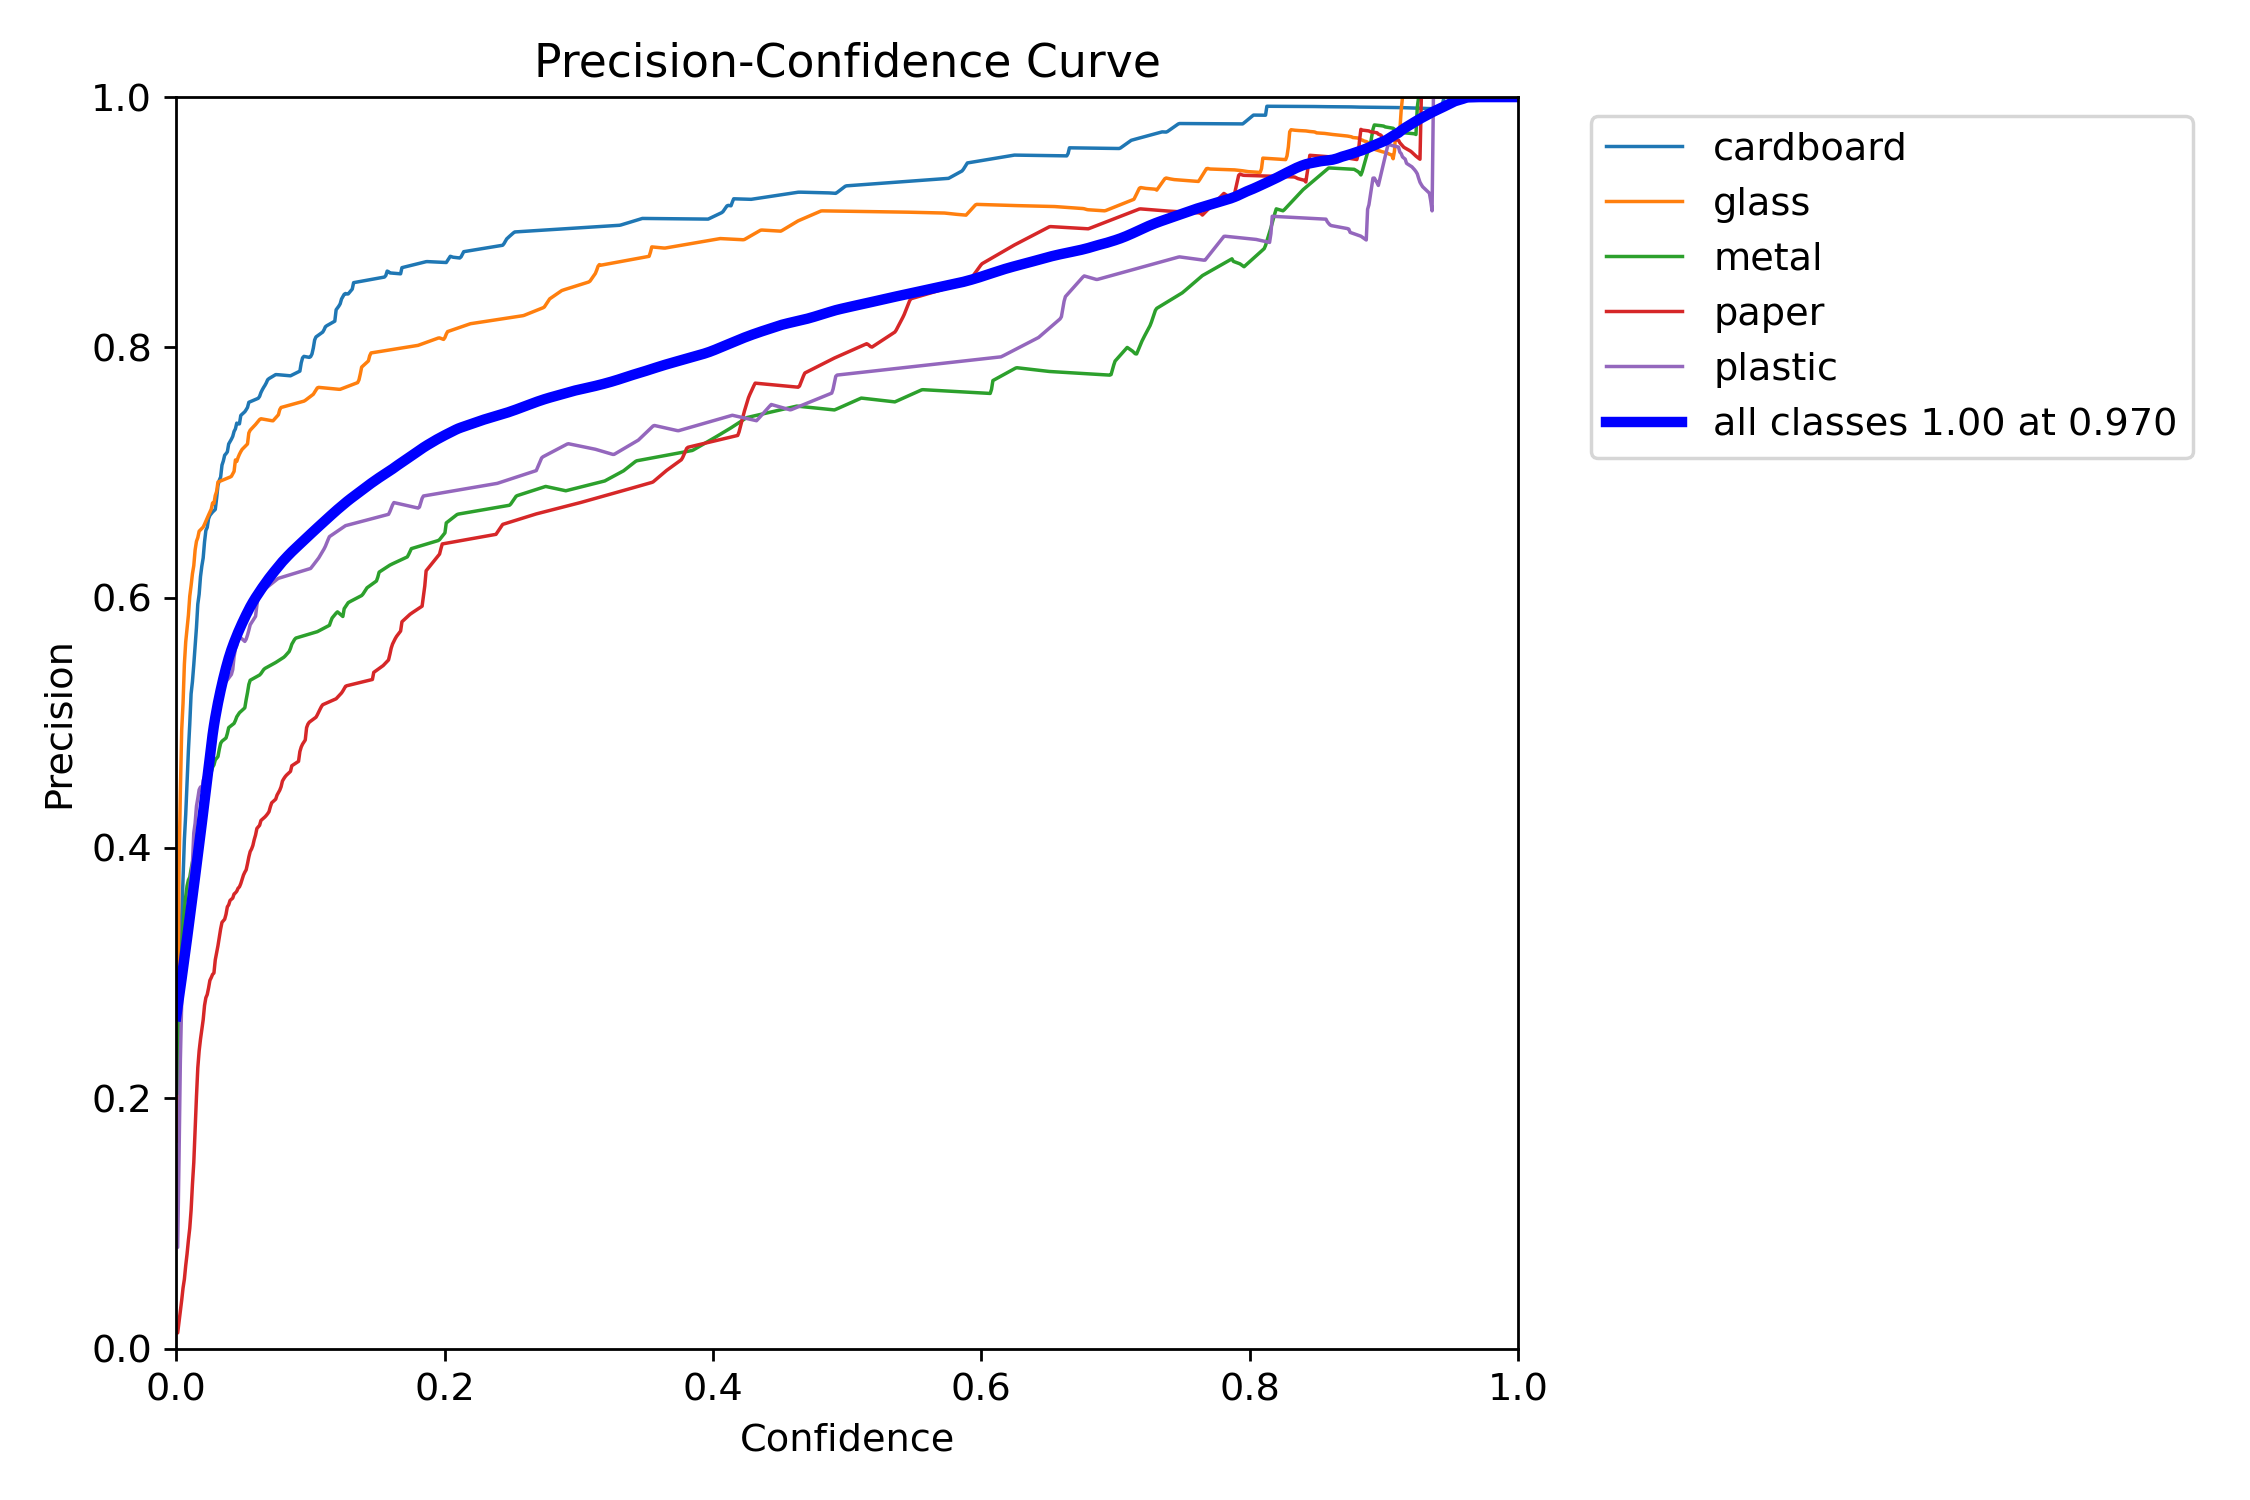 Precision-Confidence Curve
1.0
0.8
0.6
0.4
0.2
0.0
Precision
0.0 0.2 0.4 0.6 0.8 1.0
Confidence
cardboard
glass
metal
paper
plastic
all classes 1.00 at 0.970